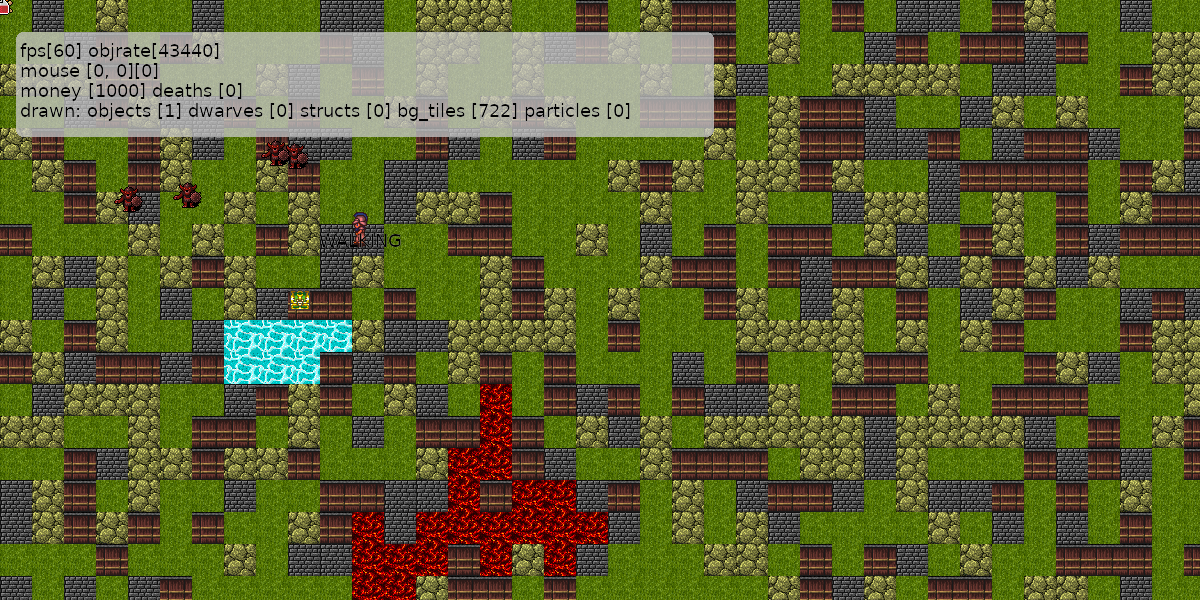 fps[60] objrate[43440]
mouse [0, 0][0]
money [1000] deaths [0]
drawn: objects [1] dwarves [0] structs [0] bg_tiles [722] particles [0]
WALKING